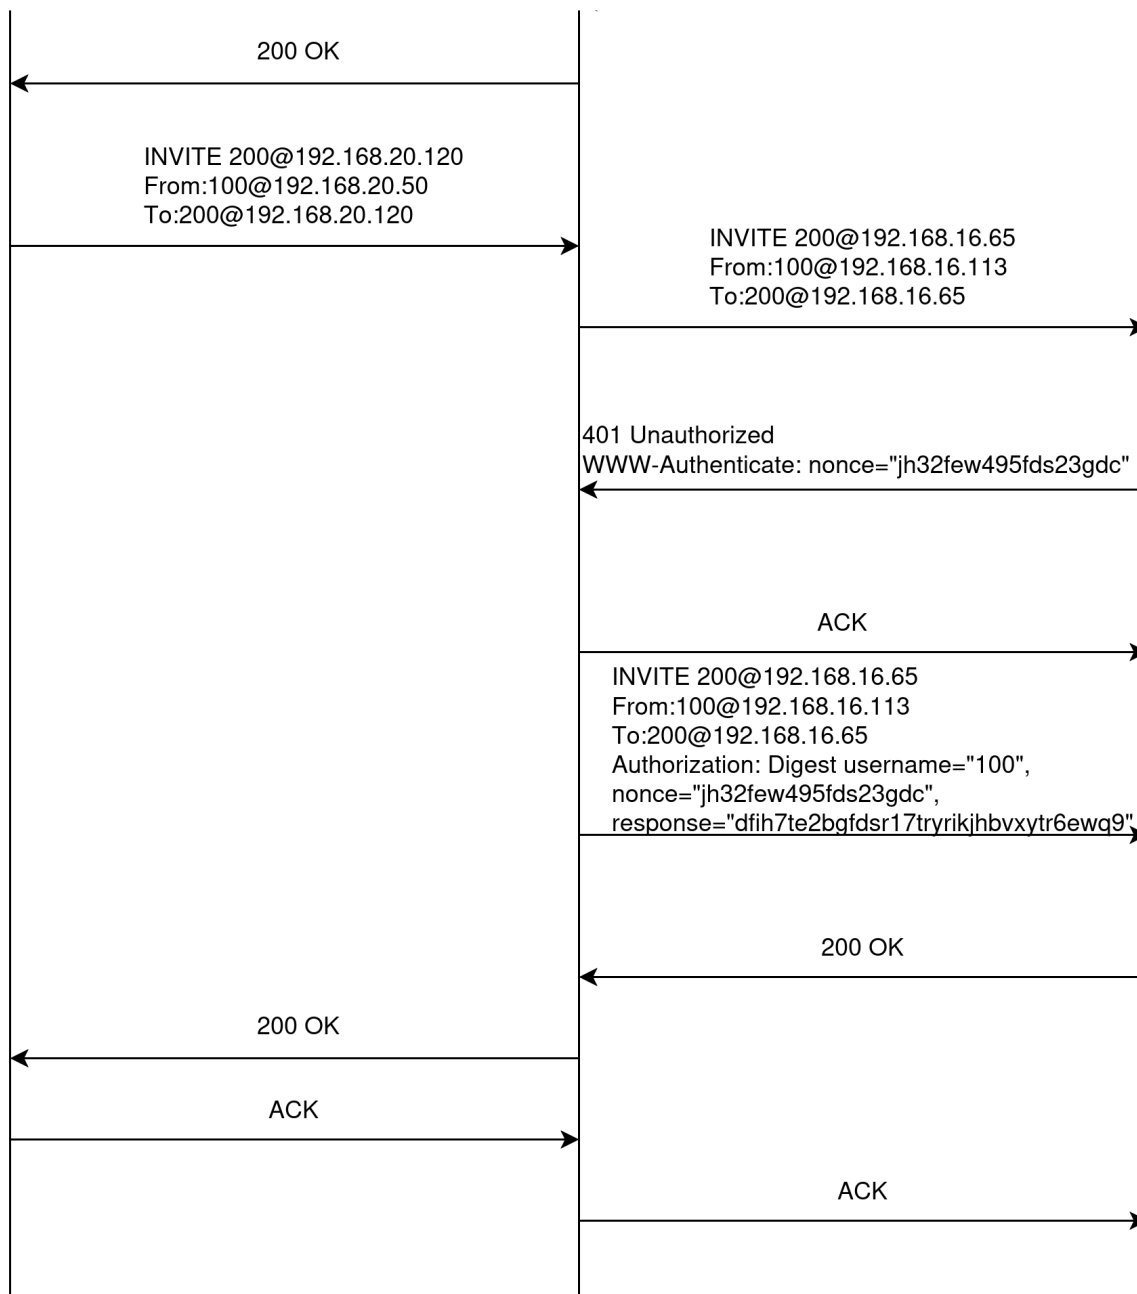 200 OK
INVITE 200@192.168.20.120
From:100@192.168.20.50
To:200@192.168.20.120
INVITE 200@192.168.16.65
From:100@192.168.16.113
To:200@192.168.16.65
401 Unauthorized
WWW-Authenticate: nonce="jh32few495fds23gdc"
ACK
INVITE 200@192.168.16.65
From:100@192.168.16.113
To:200@192.168.16.65
Authorization: Digest username="100",
nonce="jh32few495fds23gdc",
response="dfih7te2bgfdsr17tryrikjhbvxytr6ewq9"
200 OK
200 OK
ACK
ACK